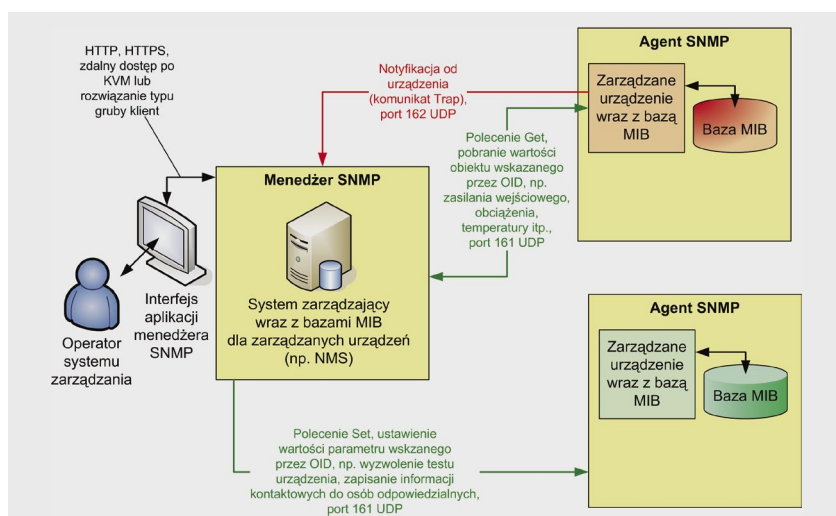 HTTP, HTTPS,
zdalny dostęp po
KVM lub
rozwiązanie typu
gruby klient
Notyfikacja od
urządzenia
(komunikat Trap),
port 162 UDP
Agent SNMP
Zarządzane
urządzenie
wraz z bazą
MIB
Baza MIB
Polecenie Get,
pobranie wartości
obiektu wskazanego
przez OID, np.
zasilania wejściowego,
obciążenia,
temperatury itp.,
port 161 UDP
Menedżer SNMP
System zarządzający
wraz z bazami MIB
dla zarządzanych urządzeń
(np. NMS)
Interfejs
aplikacji
menedżera
SNMP
Operator
systemu
zarządzania
Agent SNMP
Zarządzane
urządzenie
wraz z bazą
MIB
Baza MIB
Polecenie Set, ustawienie
wartości parametru wskzanego
przez OID, np. wyzwolenie testu
urządzenia, zapisanie informacji
kontaktowych do osób odpowiedzialnych,
port 161 UDP